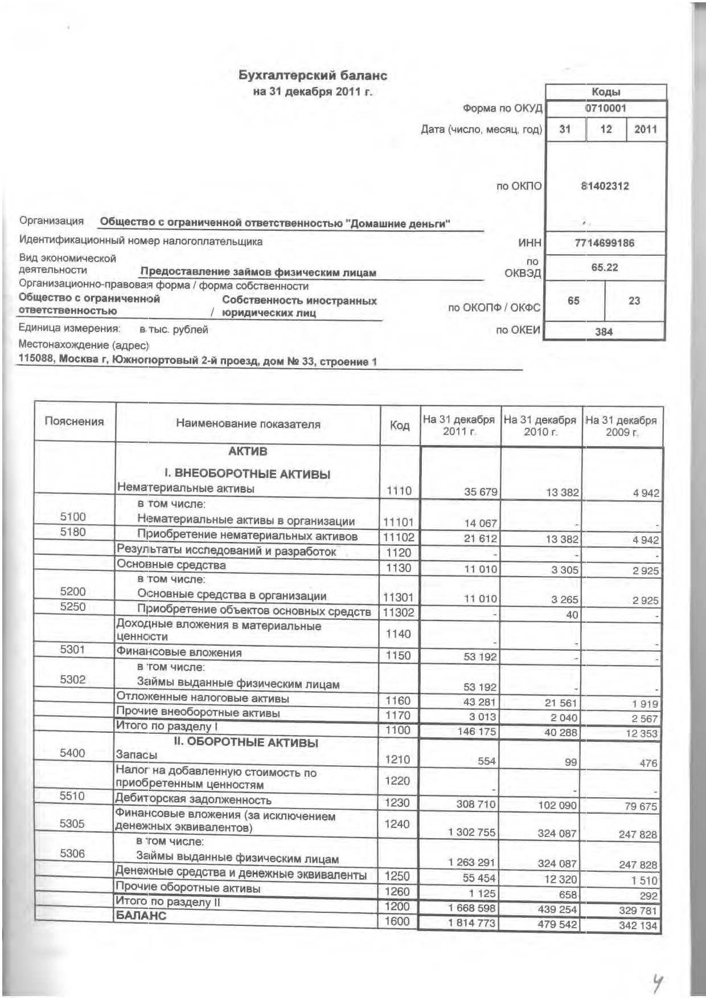 Бухгалтерский баланс
на 31 декабря 2011 г.
Коды
Форма по ОКУД 0710001
Дата (число, месяц, год) 31 12 2011
по ОКПО 81402312
Организация Общество с ограниченной ответственностью "Домашние деньги"
Идентификационный номер налогоплательщика ИНН 7714699186
Вид экономической
деятельности Предоставление займов физическим лицам
по
ОКВЭД 65.22
Организационно-правовая форма / форма собственности
Общество с ограниченной Собственность иностранных
ответственностью / юридических лиц
по ОКОПФ / ОКФС 65 23
Единица измерения: в тыс. рублей по ОКЕИ 384
Местонахождение (адрес)
115088, Москва г, Южнопортовый 2-й проезд, дом № 33, строение 1
Пояснения Наименование показателя Код На 31 декабря 2011 г. На 31 декабря 2010 г. На 31 декабря 2009 г.
АКТИВ
I. ВНЕОБОРОТНЫЕ АКТИВЫ
Нематериальные активы 1110 35 679 13 382 4 942
в том числе:
5100 Нематериальные активы в организации 11101 14 067 - -
5180 Приобретение нематериальных активов 11102 21 612 13 382 4 942
Результаты исследований и разработок 1120 - - -
Основные средства 1130 11 010 3 305 2 925
в том числе:
5200 Основные средства в организации 11301 11 010 3 265 2 925
5250 Приобретение объектов основных средств 11302 - 40 -
Доходные вложения в материальные
ценности 1140 - - -
5301 Финансовые вложения 1150 53 192 - -
в том числе:
5302 Займы выданные физическим лицам 53 192 - -
Отложенные налоговые активы 1160 43 281 21 561 1 919
Прочие внеоборотные активы 1170 3 013 2 040 2 567
Итого по разделу I 1100 146 175 40 288 12 353
II. ОБОРОТНЫЕ АКТИВЫ
5400 Запасы 1210 554 99 476
Налог на добавленную стоимость по
приобретенным ценностям 1220 - - -
5510 Дебиторская задолженность 1230 308 710 102 090 79 675
Финансовые вложения (за исключением
5305 денежных эквивалентов) 1240 1 302 755 324 087 247 828
в том числе:
5306 Займы выданные физическим лицам 1 263 291 324 087 247 828
Денежные средства и денежные эквиваленты 1250 55 454 12 320 1 510
Прочие оборотные активы 1260 1 125 658 292
Итого по разделу II 1200 1 668 598 439 254 329 781
БАЛАНС 1600 1 814 773 479 542 342 134
4